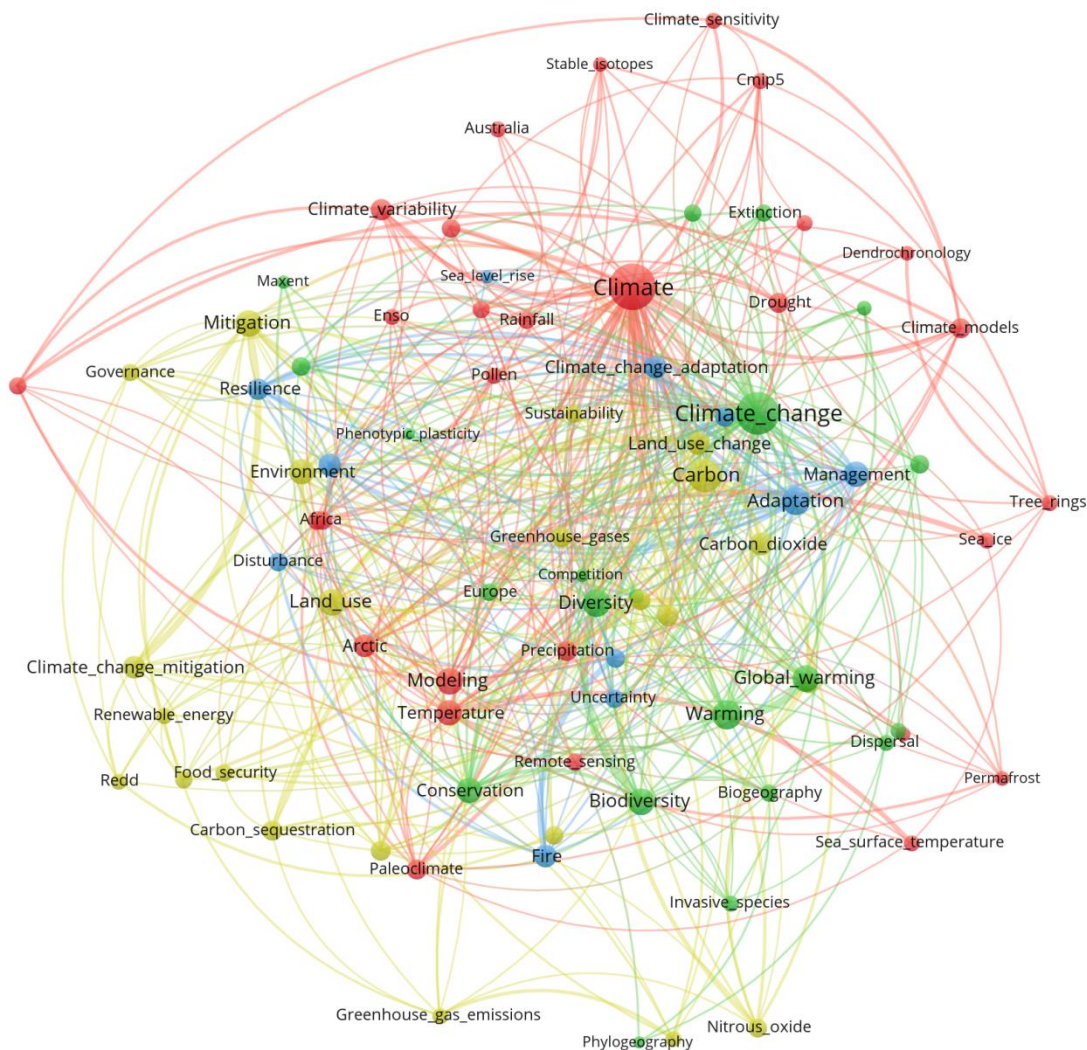 Climate_sensitivity
Stable_isotopes
Cmip5
Australia
Climate_variability
Extinction
Dendrochronology
Sea_level_rise
Maxent
Climate
Drought
Enso
Rainfall
Mitigation
Climate_models
Governance
Pollen
Climate_change_adaptation
Resilience
Sustainability
Climate_change
Phenotypic_plasticity
Land_use_change
Environment
Carbon
Management
Adaptation
Tree_rings
Africa
Greenhouse_gases
Carbon_dioxide
Sea_ice
Disturbance
Competition
Europe
Land_use
Diversity
Arctic
Precipitation
Climate_change_mitigation
Modeling
Global_warming
Uncertainty
Renewable_energy
Temperature
Warming
Dispersal
Remote_sensing
Redd
Food_security
Permafrost
Conservation
Biodiversity
Biogeography
Carbon_sequestration
Sea_surface_temperature
Paleoclimate
Fire
Invasive_species
Greenhouse_gas_emissions
Nitrous_oxide
Phylogeography